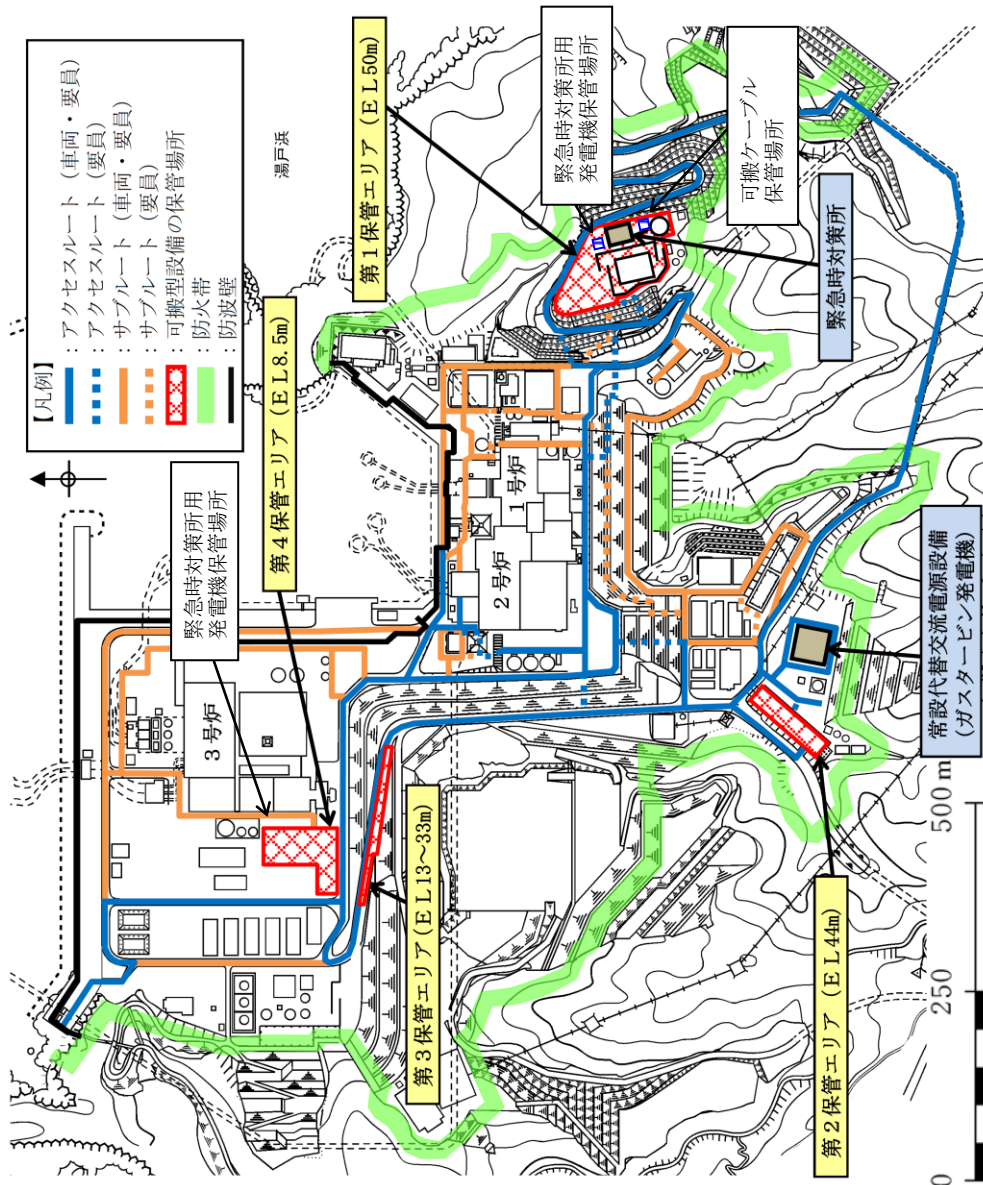 【凡例】
：アクセスルート（車両・要員）
：アクセスルート（要員）
：サブルート（車両・要員）
：サブルート（要員）
：可搬型設備の保管場所
：防火帯
：防波壁
湯戸浜
第１保管エリア（ＥＬ50ｍ）
緊急時対策所用
発電機保管場所
可搬ケーブル
保管場所
緊急時対策所
第４保管エリア（ＥＬ8.5ｍ）
緊急時対策所用
発電機保管場所
３号炉
２号炉
１号炉
第３保管エリア（ＥＬ13～33ｍ）
第２保管エリア（ＥＬ44ｍ）
常設代替交流電源設備
(ガスタービン発電機)
0
250
500ｍ